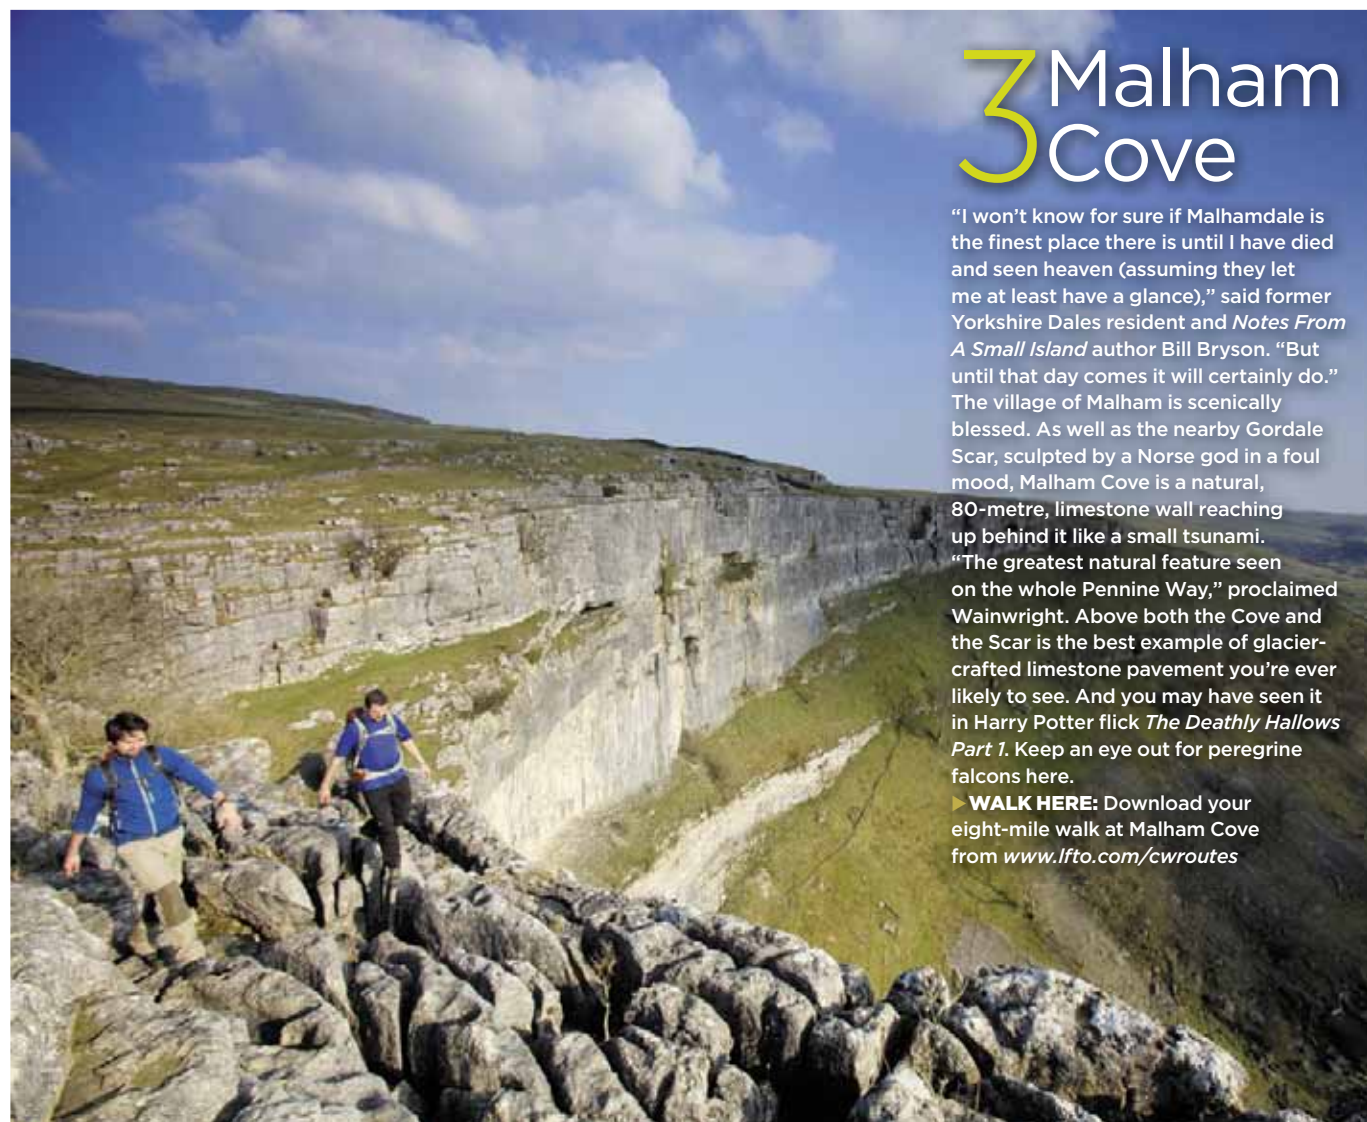 3 Malham
Cove
“I won’t know for sure if Malhamdale is
the finest place there is until I have died
and seen heaven (assuming they let
me at least have a glance),” said former
Yorkshire Dales resident and Notes From
A Small Island author Bill Bryson. “But
until that day comes it will certainly do.”
The village of Malham is scenically
blessed. As well as the nearby Gordale
Scar, sculpted by a Norse god in a foul
mood, Malham Cove is a natural,
80-metre, limestone wall reaching
up behind it like a small tsunami.
“The greatest natural feature seen
on the whole Pennine Way,” proclaimed
Wainwright. Above both the Cove and
the Scar is the best example of glacier-
crafted limestone pavement you’re ever
likely to see. And you may have seen it
in Harry Potter flick The Deathly Hallows
Part 1. Keep an eye out for peregrine
falcons here.
▶WALK HERE: Download your
eight-mile walk at Malham Cove
from www.lfto.com/cwroutes